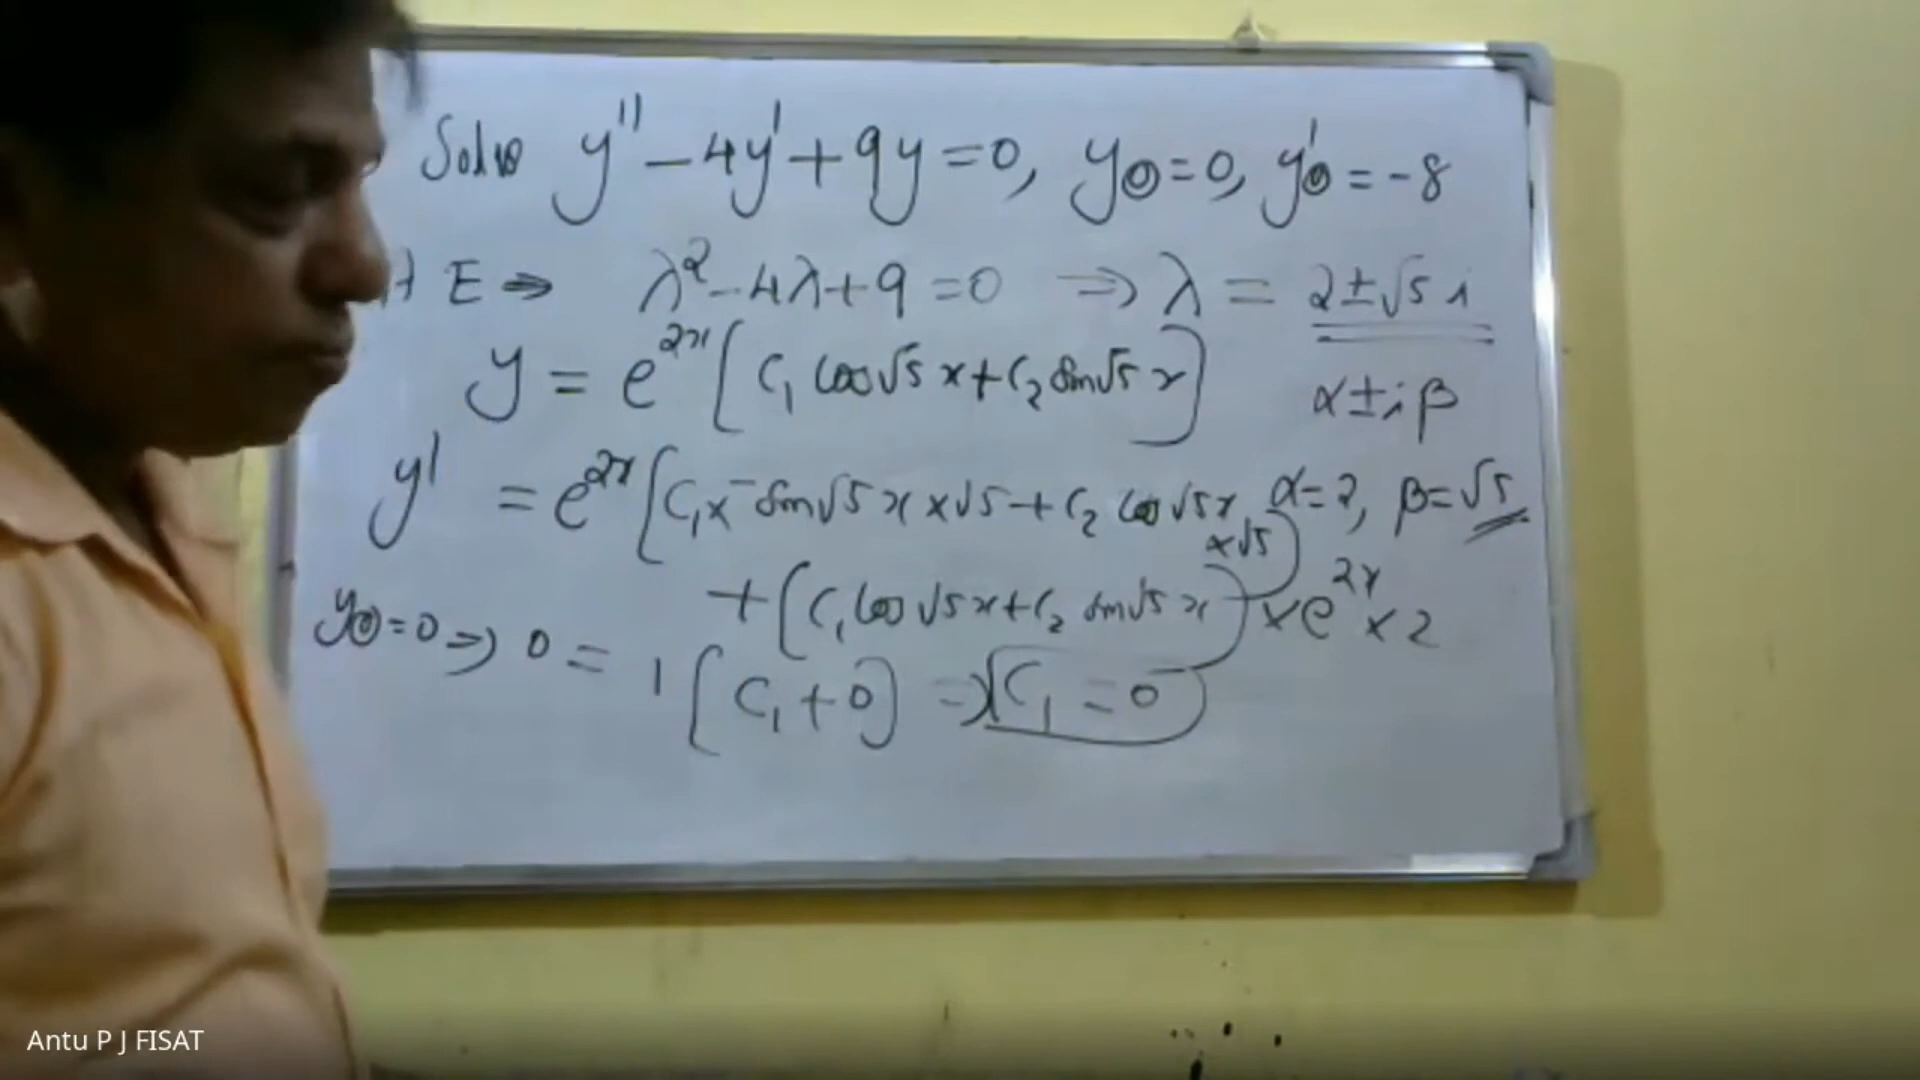 Solve y'' - 4y' + 9y = 0, y(0) = 0, y'(0) = -8
A E ⇒ λ² - 4λ + 9 = 0 ⇒ λ = 2 ± √5 i
y = e^{2x} [C₁ cos √5 x + C₂ sin √5 x]
α ± iβ
y' = e^{2x} [C₁ x - sin √5 x x √5 + C₂ cos √5 x x √5]
α = 2, β = √5
+ [C₁ cos √5 x + C₂ sin √5 x] x e^{2x} x 2
y(0) = 0 ⇒ 0 = 1 [C₁ + 0] ⇒ C₁ = 0
Antu P J FISAT